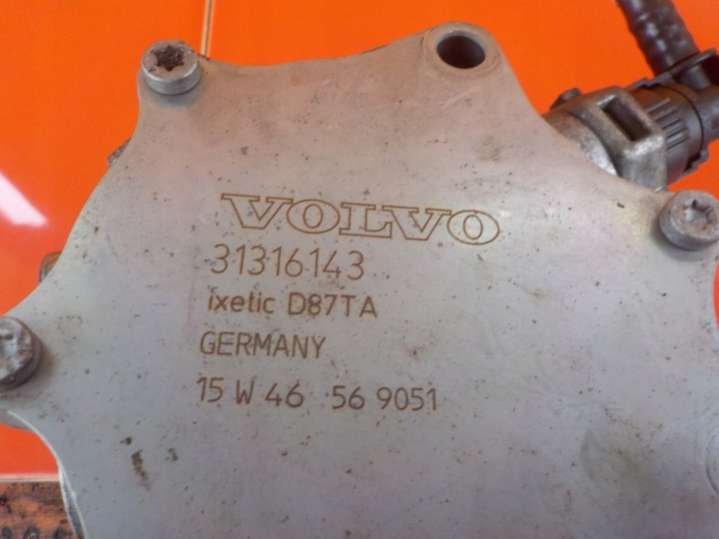 VOLVO
31316143
ixetic D87TA
GERMANY
15 W 46 56 9051